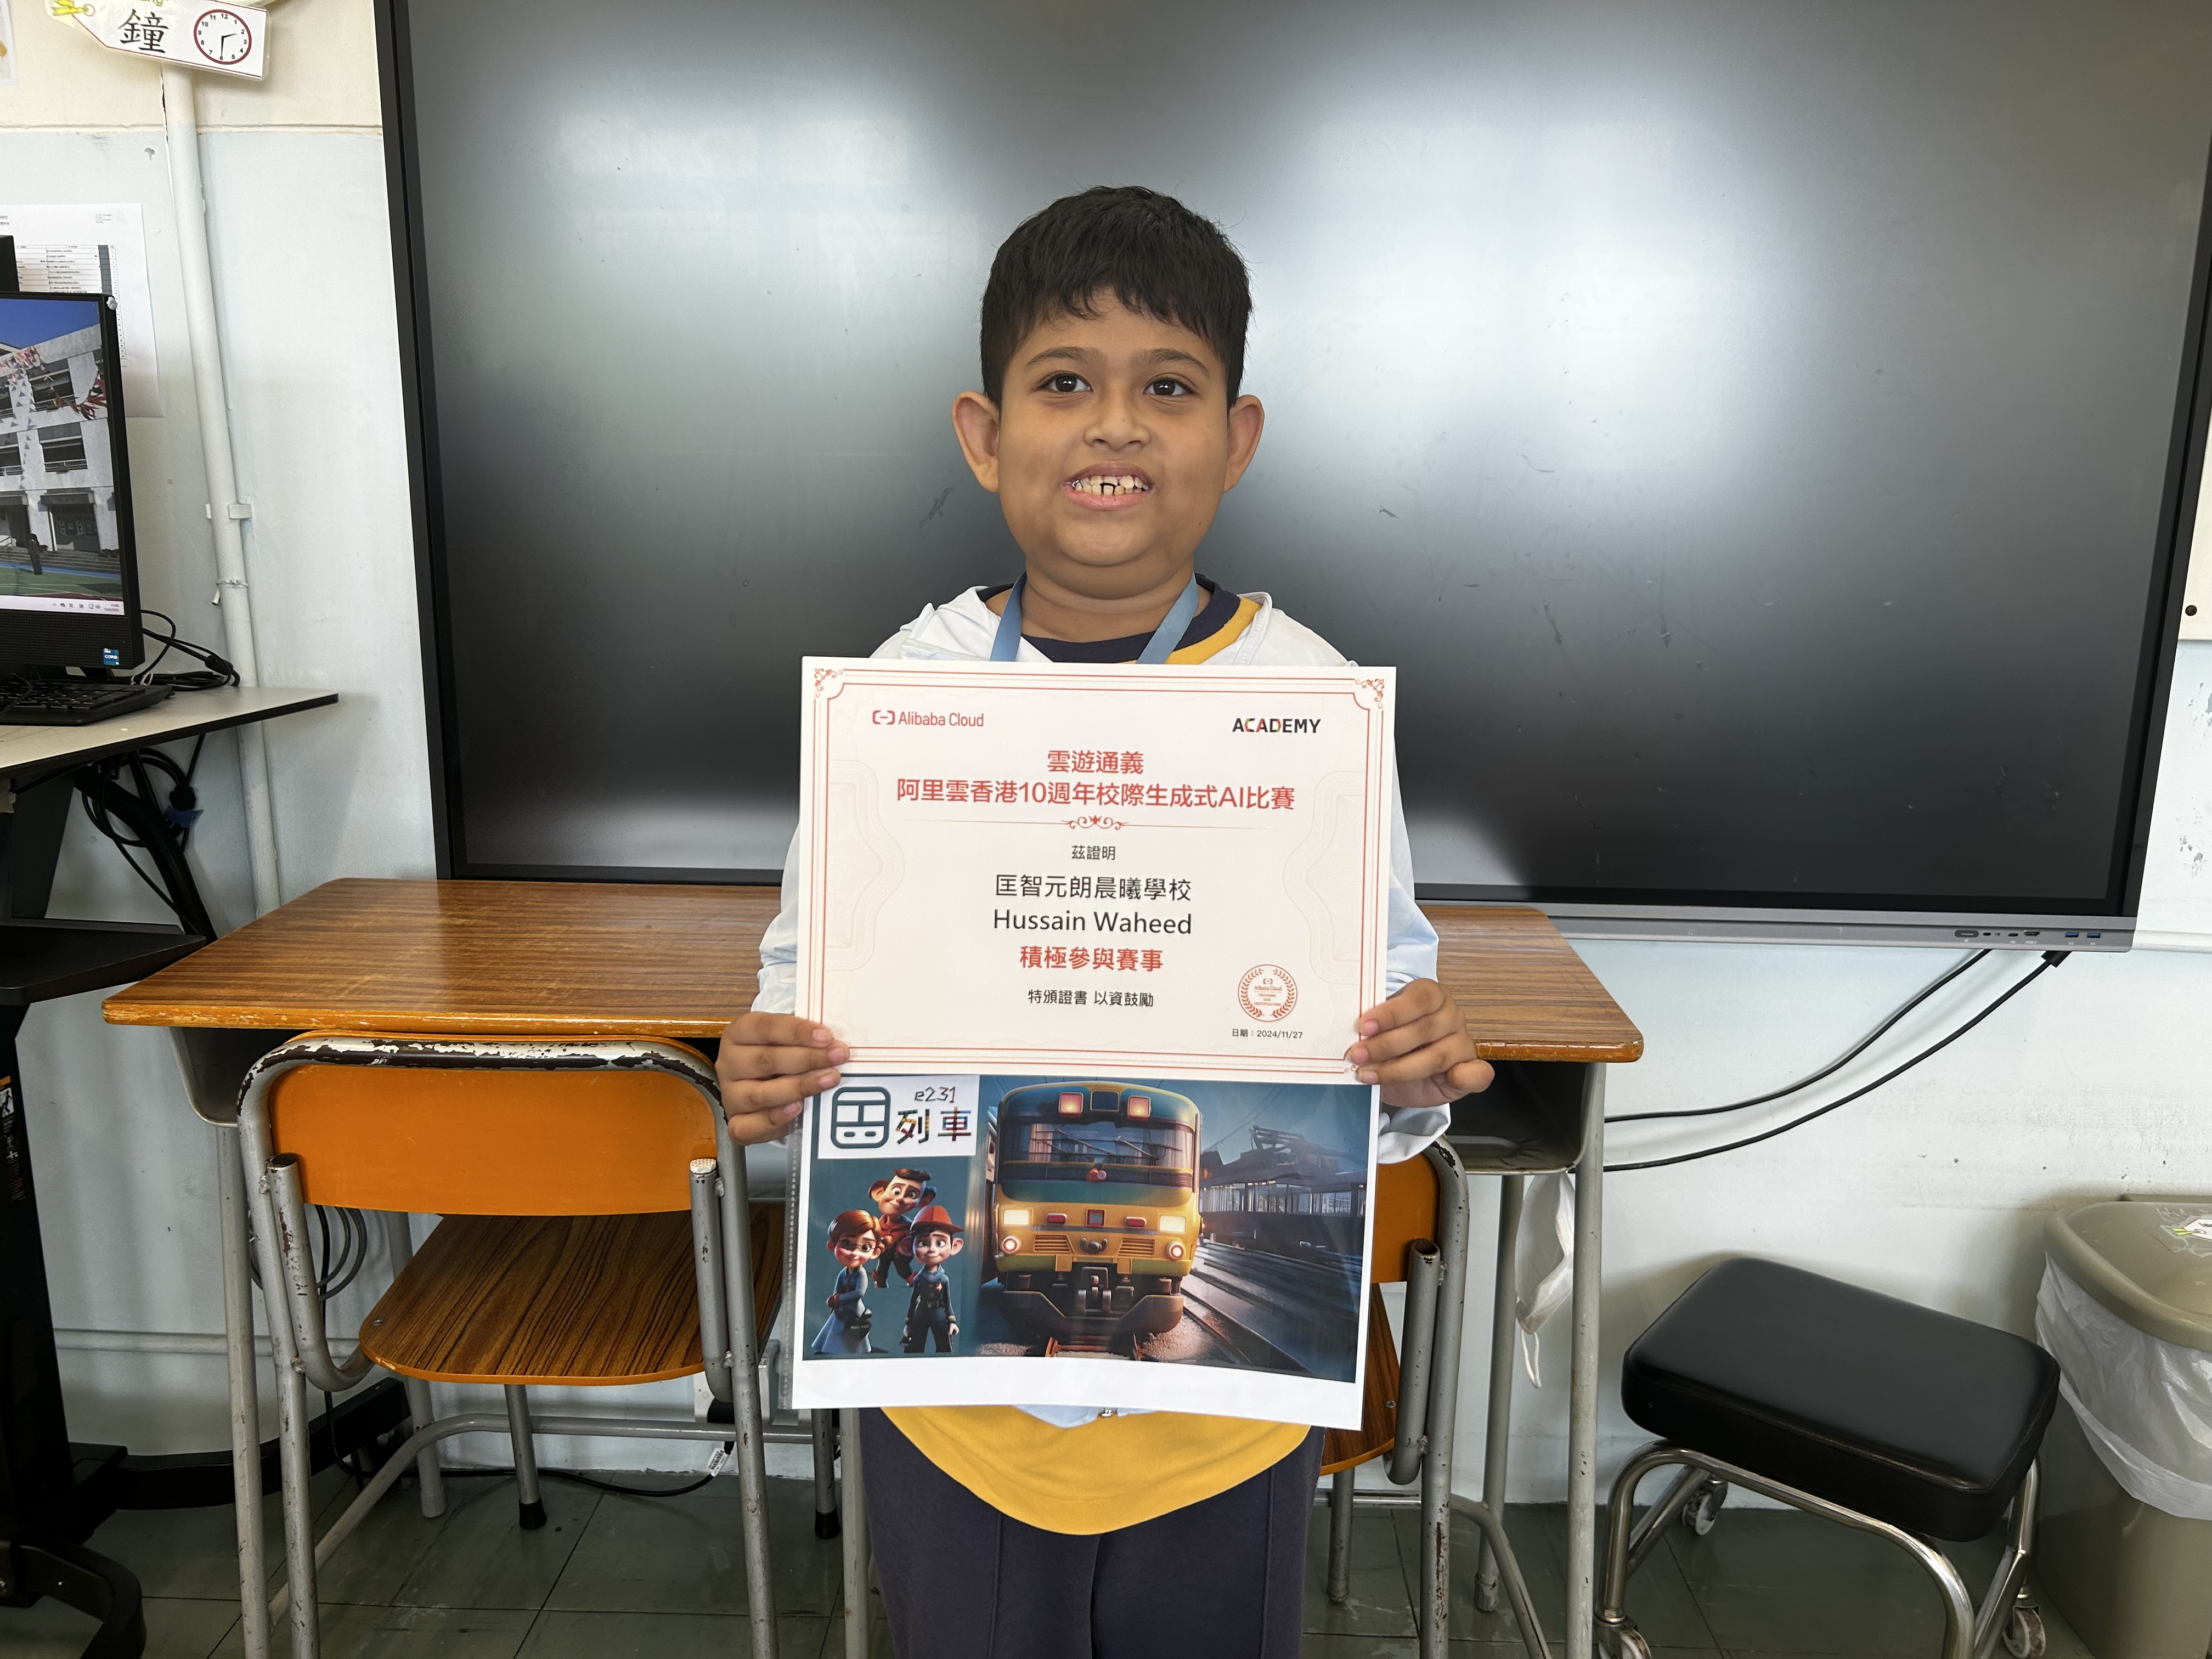 鐘
Alibaba Cloud
ACADEMY
雲遊通義
阿里雲香港10週年校際生成式AI比賽
茲證明
匡智元朗晨曦學校
Hussain Waheed
積極參與賽事
特頒證書 以資鼓勵
Alibaba Cloud
日期：2024/11/27
e231
列車